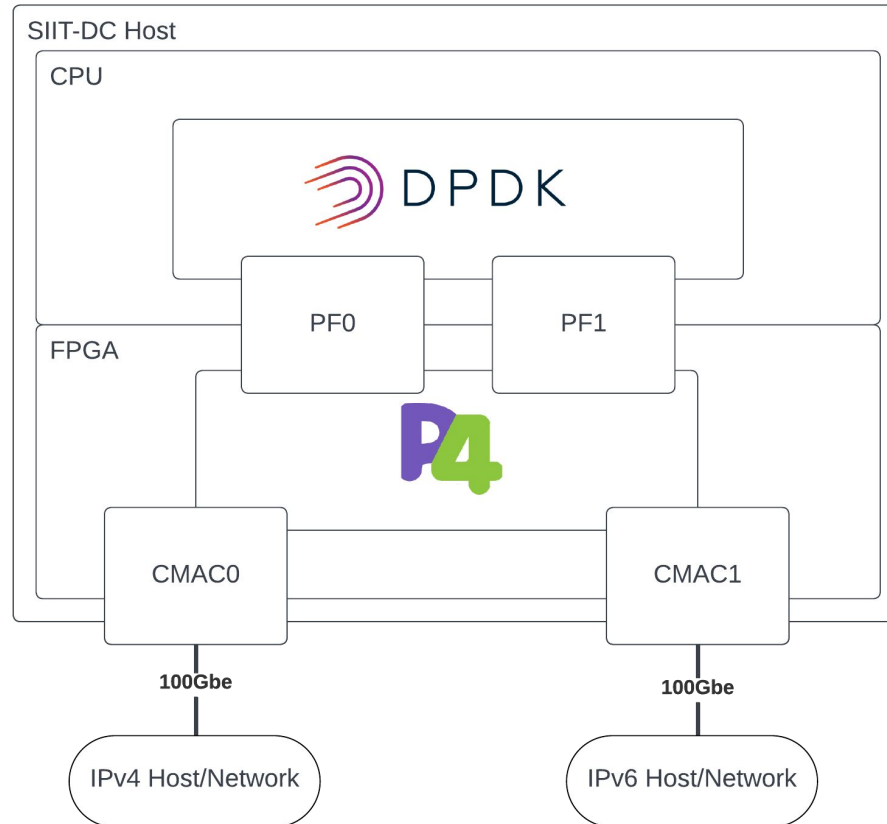 SIIT-DC Host
CPU
DPDK
PF0
PF1
FPGA
P4
CMAC0
CMAC1
100Gbe
100Gbe
IPv4 Host/Network
IPv6 Host/Network